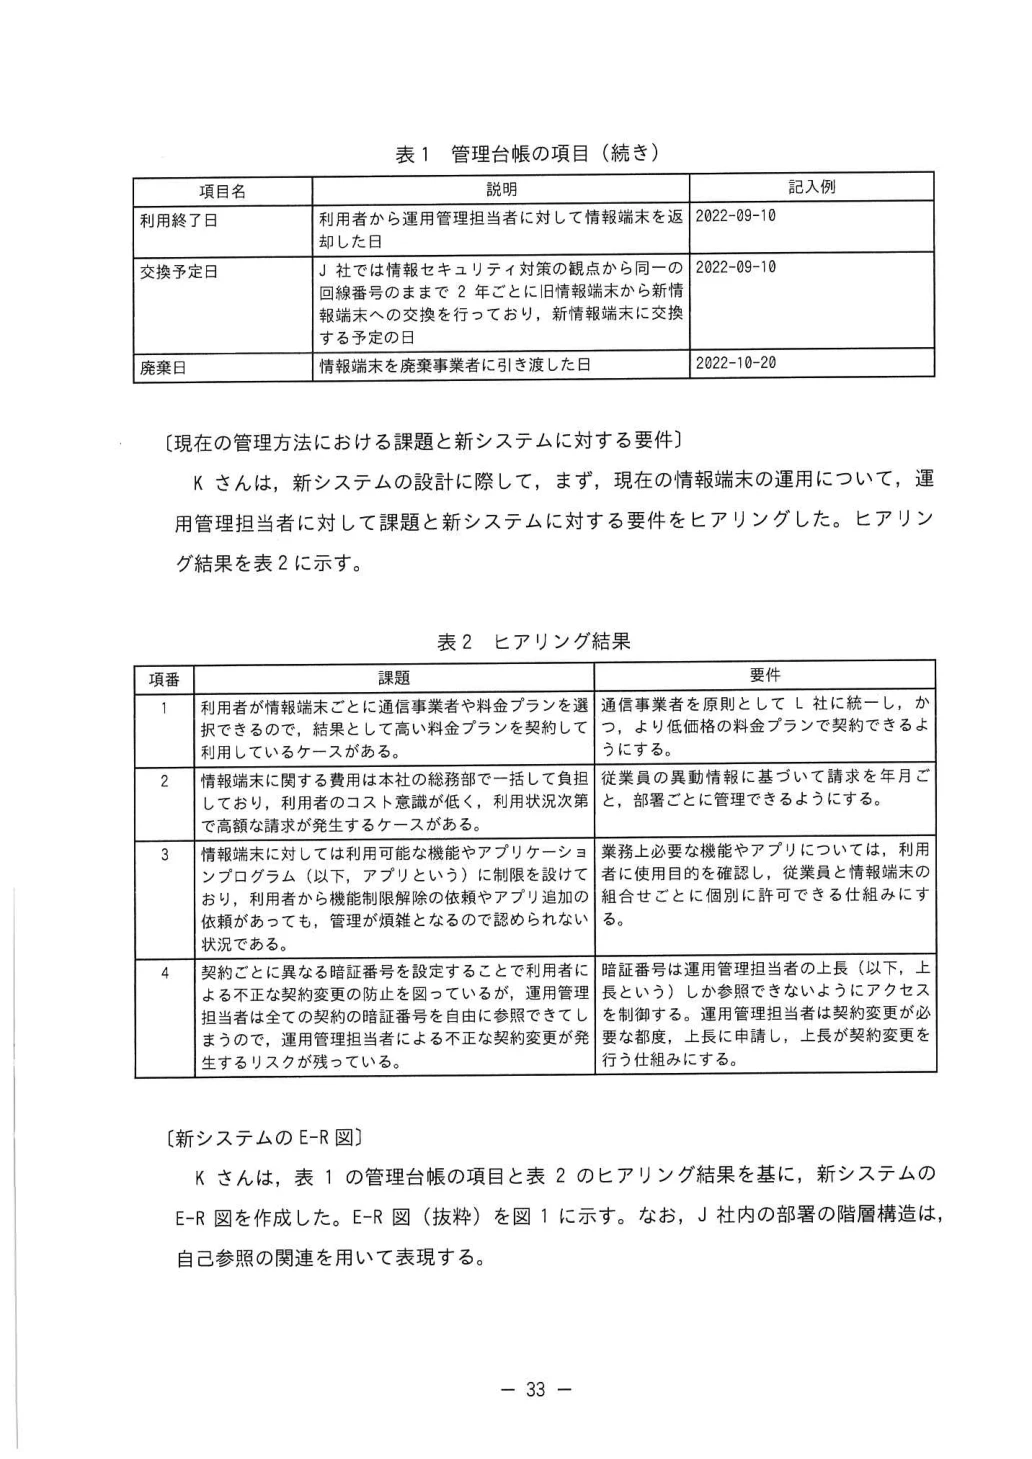 表1　管理台帳の項目（続き）
項目名
説明
記入例
利用終了日
利用者から運用管理担当者に対して情報端末を返
却した日
2022-09-10
交換予定日
J 社では情報セキュリティ対策の観点から同一の
回線番号のままで 2 年ごとに旧情報端末から新情
報端末への交換を行っており，新情報端末に交換
する予定の日
2022-09-10
廃棄日
情報端末を廃棄事業者に引き渡した日
2022-10-20
〔現在の管理方法における課題と新システムに対する要件〕
K さんは，新システムの設計に際して，まず，現在の情報端末の運用について，運
用管理担当者に対して課題と新システムに対する要件をヒアリングした。ヒアリン
グ結果を表2に示す。
表2　ヒアリング結果
項番
課題
要件
1
利用者が情報端末ごとに通信事業者や料金プランを選
択できるので，結果として高い料金プランを契約して
利用しているケースがある。
通信事業者を原則として L 社に統一し，か
つ，より低価格の料金プランで契約できるよ
うにする。
2
情報端末に関する費用は本社の総務部で一括して負担
しており，利用者のコスト意識が低く，利用状況次第
で高額な請求が発生するケースがある。
従業員の異動情報に基づいて請求を年月ご
と，部署ごとに管理できるようにする。
3
情報端末に対しては利用可能な機能やアプリケーショ
ンプログラム（以下，アプリという）に制限を設けて
おり，利用者から機能制限解除の依頼やアプリ追加の
依頼があっても，管理が煩雑となるので認められない
状況である。
業務上必要な機能やアプリについては，利用
者に使用目的を確認し，従業員と情報端末の
組合せごとに個別に許可できる仕組みにす
る。
4
契約ごとに異なる暗証番号を設定することで利用者に
よる不正な契約変更の防止を図っているが，運用管理
担当者は全ての契約の暗証番号を自由に参照できてし
まうので，運用管理担当者による不正な契約変更が発
生するリスクが残っている。
暗証番号は運用管理担当者の上長（以下，上
長という）しか参照できないようにアクセス
を制御する。運用管理担当者は契約変更が必
要な都度，上長に申請し，上長が契約変更を
行う仕組みにする。
〔新システムの E-R 図〕
K さんは，表 1 の管理台帳の項目と表 2 のヒアリング結果を基に，新システムの
E-R 図を作成した。E-R 図（抜粋）を図 1 に示す。なお，J 社内の部署の階層構造は，
自己参照の関連を用いて表現する。
－ 33 －